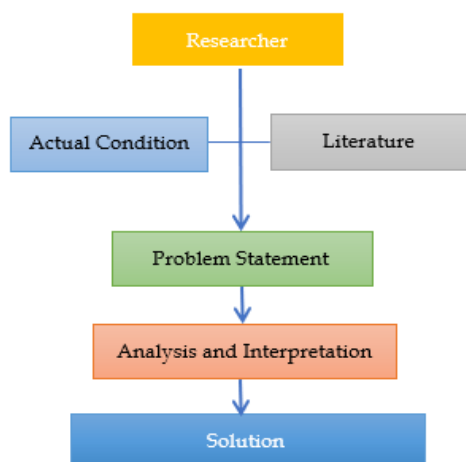 Researcher
Actual Condition
Literature
Problem Statement
Analysis and Interpretation
Solution